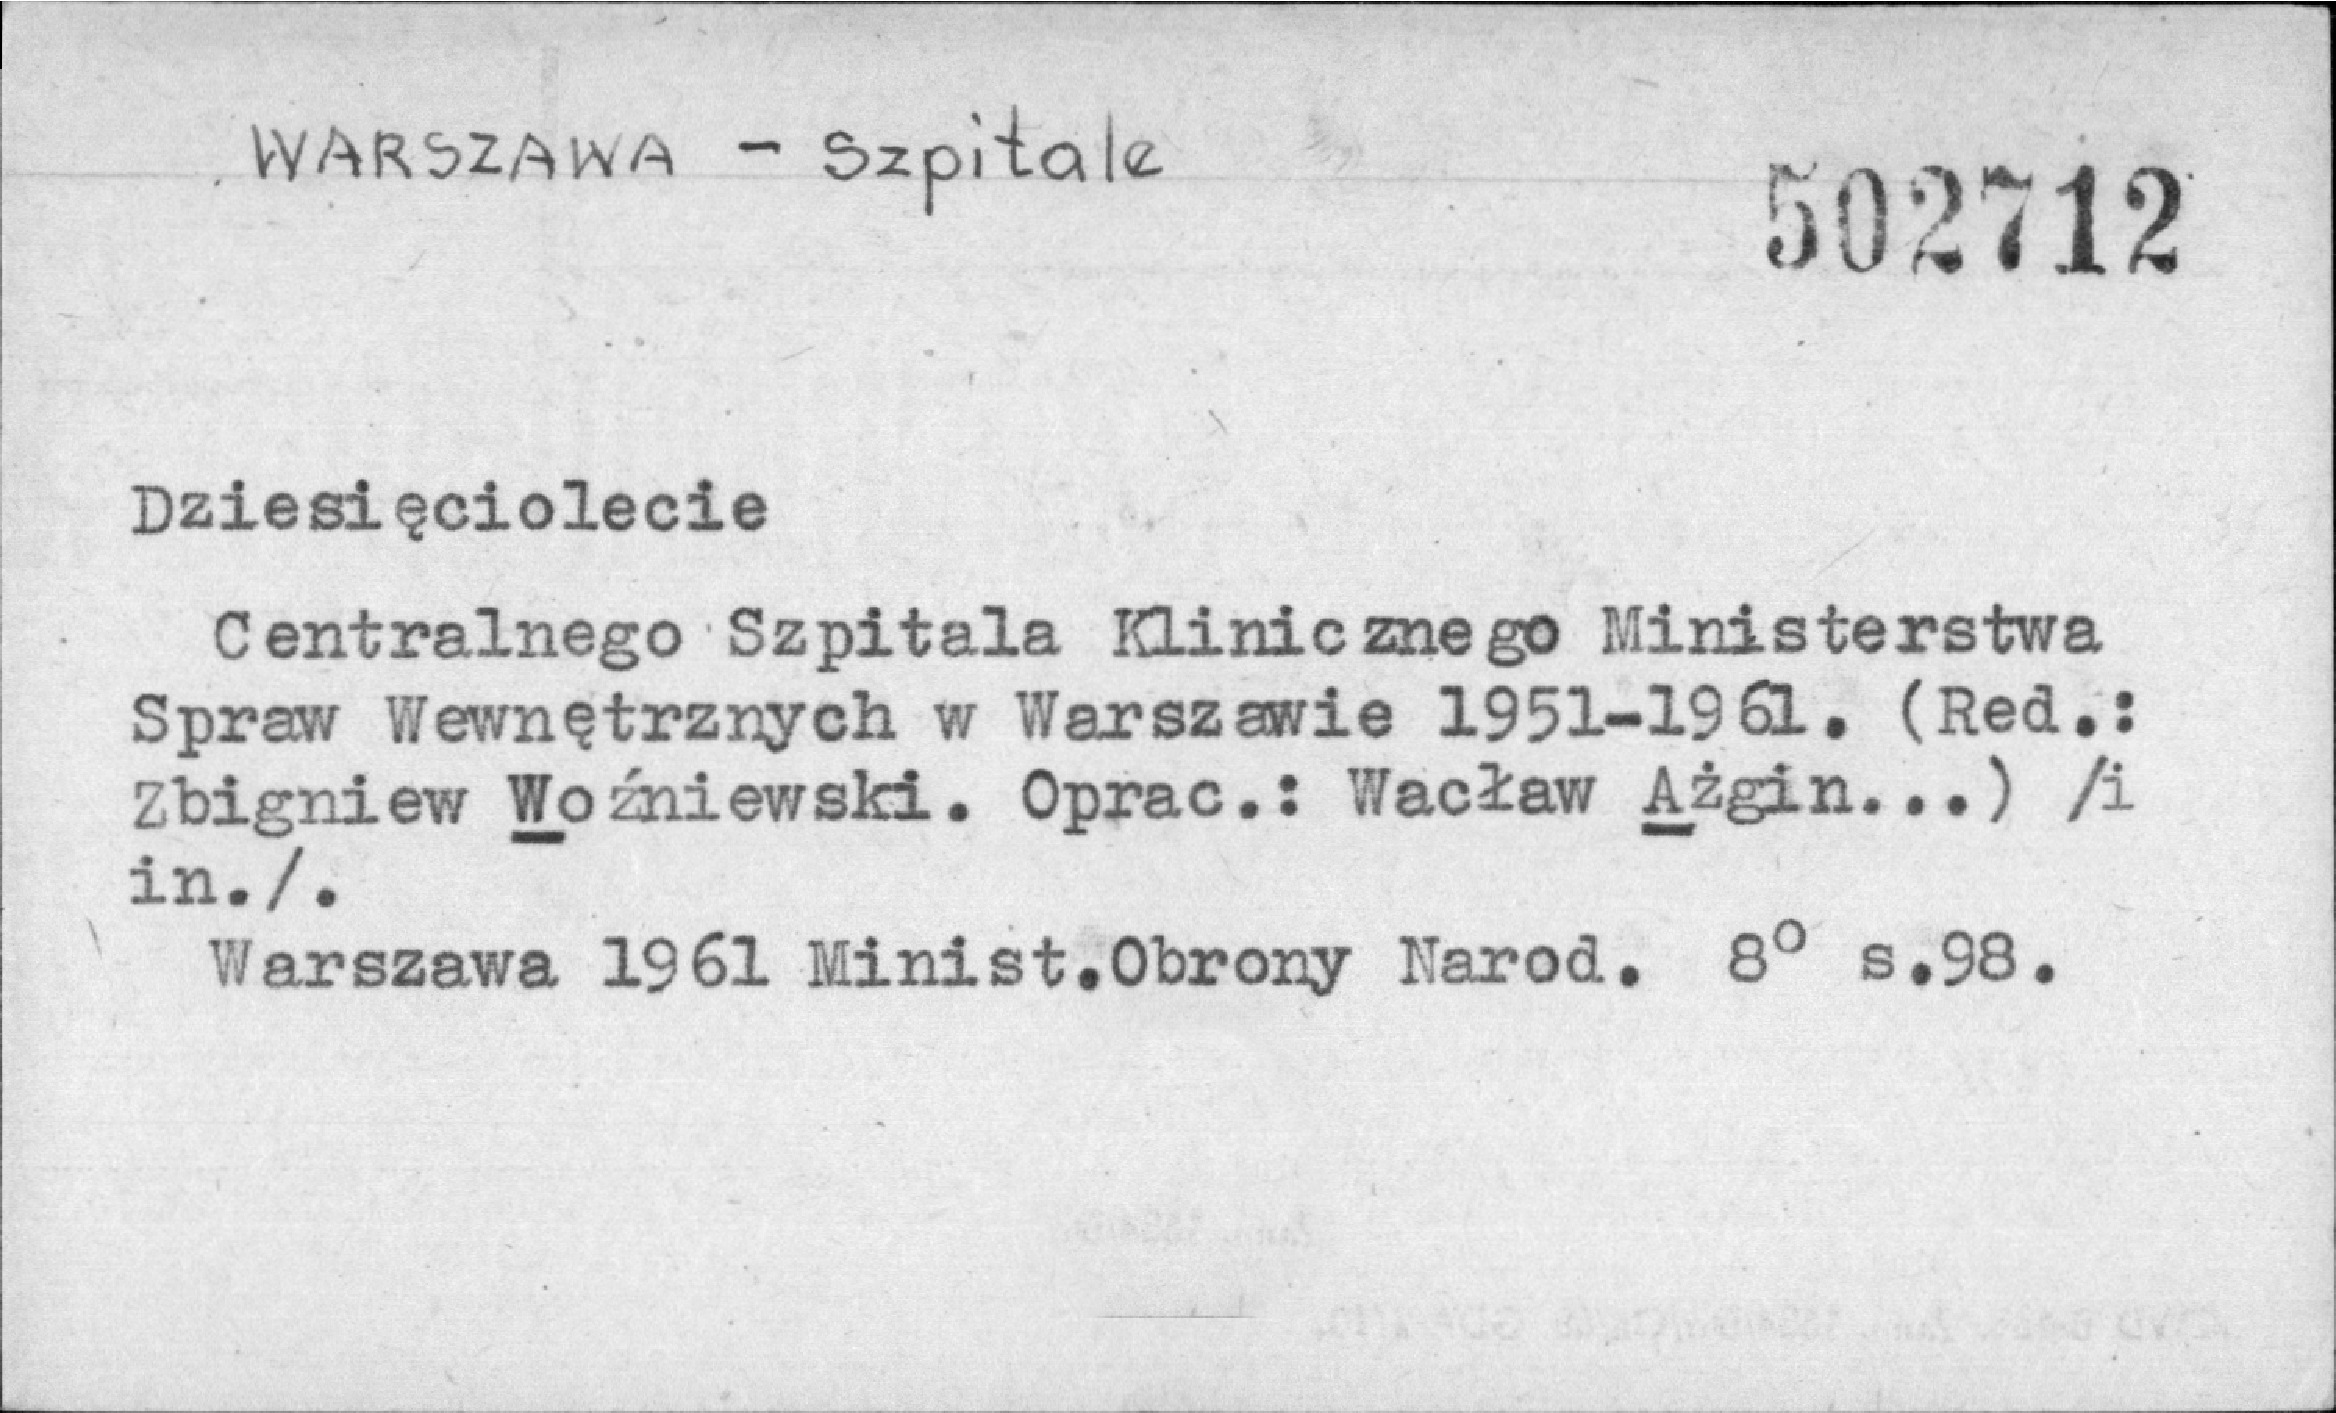 WARSZAWA - Szpitale
502712
Dziesięciolecie
Centralnego Szpitala Klinicznego Ministerstwa
Spraw Wewnętrznych w Warszawie 1951-1961. (Red.:
Zbigniew Woźniewski. Oprac.: Wacław Ażgin...) /i
in./.
Warszawa 1961 Minist.Obrony Narod. 8° s.98.